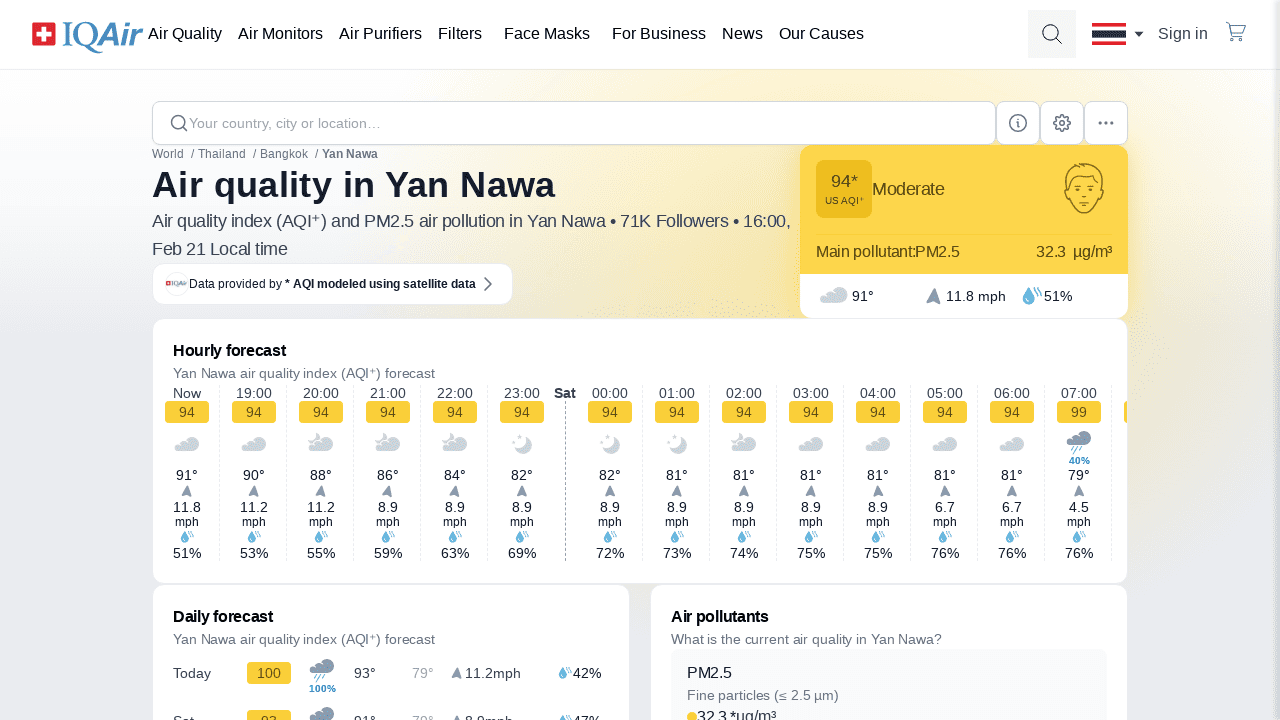 IQAir Air Quality Air Monitors Air Purifiers Filters Face Masks For Business News Our Causes Sign in
Your country, city or location...
World / Thailand / Bangkok / Yan Nawa
Air quality in Yan Nawa
Air quality index (AQI⁺) and PM2.5 air pollution in Yan Nawa • 71K Followers • 16:00,
Feb 21 Local time
IQAir Data provided by * AQI modeled using satellite data
94*
US AQI⁺
Moderate
Main pollutant:PM2.5 32.3 µg/m³
91° 11.8 mph 51%
Hourly forecast
Yan Nawa air quality index (AQI⁺) forecast
Now 19:00 20:00 21:00 22:00 23:00 Sat 00:00 01:00 02:00 03:00 04:00 05:00 06:00 07:00
94 94 94 94 94 94 94 94 94 94 94 94 94 99
40%
91° 90° 88° 86° 84° 82° 82° 81° 81° 81° 81° 81° 81° 79°
11.8 11.2 11.2 8.9 8.9 8.9 8.9 8.9 8.9 8.9 8.9 6.7 6.7 4.5
mph mph mph mph mph mph mph mph mph mph mph mph mph mph
51% 53% 55% 59% 63% 69% 72% 73% 74% 75% 75% 76% 76% 76%
Daily forecast
Yan Nawa air quality index (AQI⁺) forecast
Today 100 93° 79° 11.2mph 42%
100%
Sat 93 91° 79° 8.9mph 47%
Air pollutants
What is the current air quality in Yan Nawa?
PM2.5
Fine particles (≤ 2.5 µm)
32.3 *µg/m³